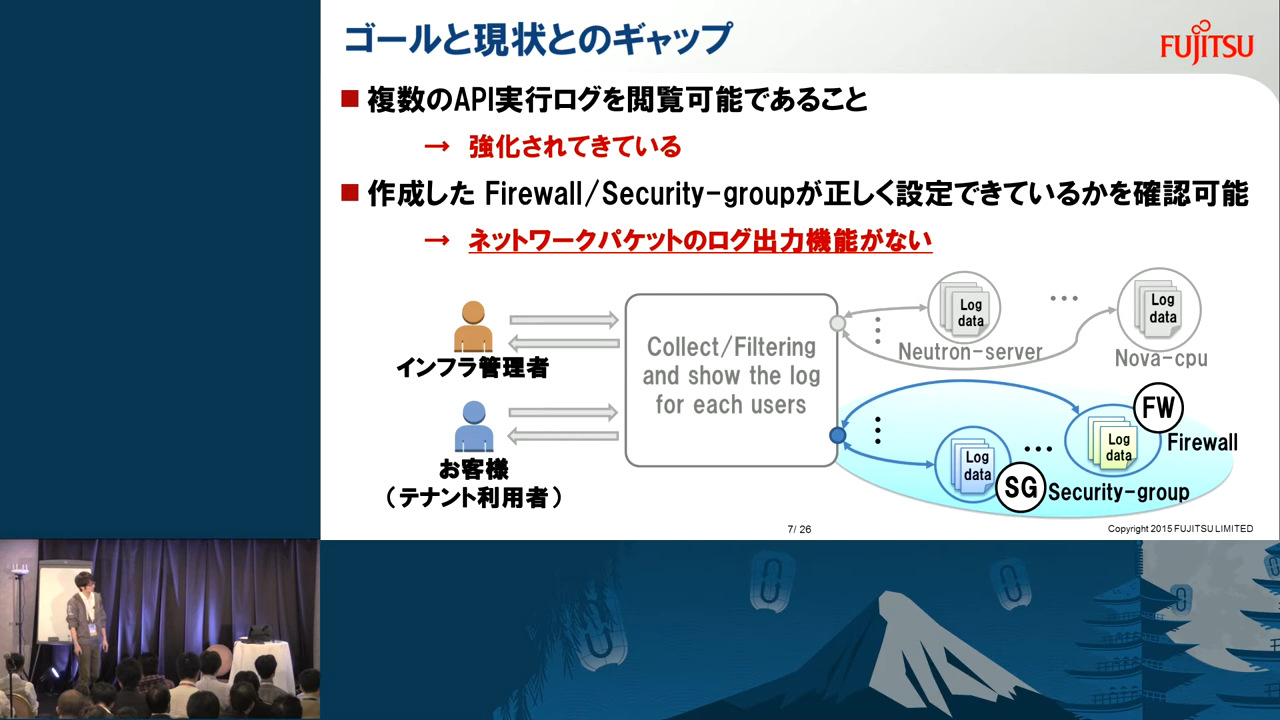 ゴールと現状とのギャップ
FUJITSU
複数のAPI実行ログを閲覧可能であること
→ 強化されてきている
作成した Firewall/Security-groupが正しく設定できているかを確認可能
→ ネットワークパケットのログ出力機能がない
インフラ管理者
お客様
（テナント利用者）
Collect/Filtering
and show the log
for each users
Log
data
Neutron-server
Log
data
Nova-cpu
FW
Log
data
Firewall
Log
data
SG
Security-group
7/ 26
Copyright 2015 FUJITSU LIMITED